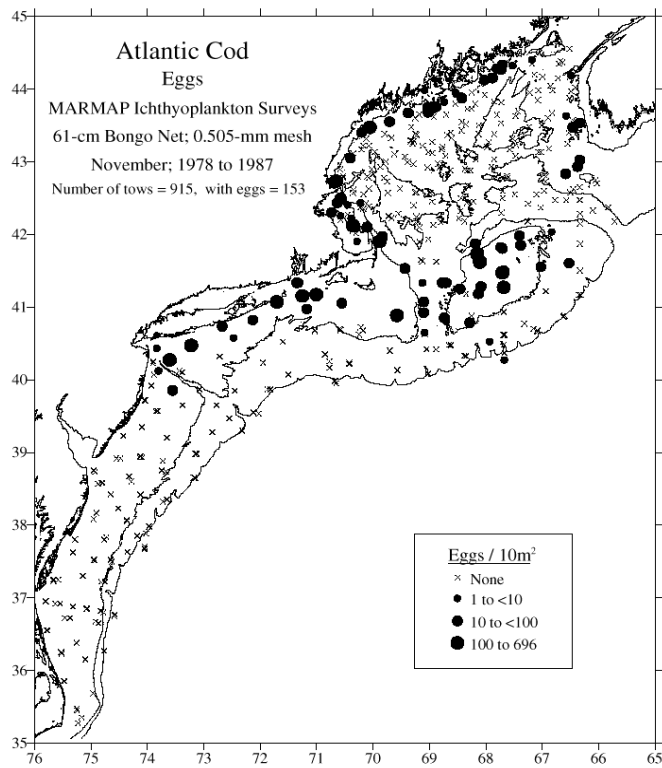 Atlantic Cod
Eggs
MARMAP Ichthyoplankton Surveys
61-cm Bongo Net; 0.505-mm mesh
November; 1978 to 1987
Number of tows = 915, with eggs = 153
45
44
43
42
41
40
39
38
37
36
35
Eggs / 10m²
None
1 to <10
10 to <100
100 to 696
76 75 74 73 72 71 70 69 68 67 66 65